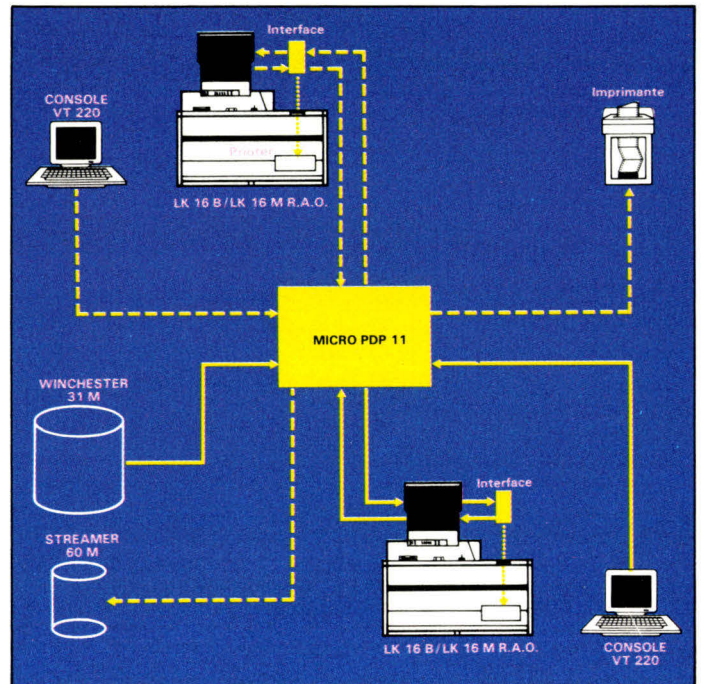 Interface
CONSOLE
VT 220
Imprimante
Printer
LK 16 B/LK 16 M R.A.O.
MICRO PDP 11
WINCHESTER
31 M
Interface
STREAMER
60 M
LK 16 B/LK 16 M R.A.O.
CONSOLE
VT 220